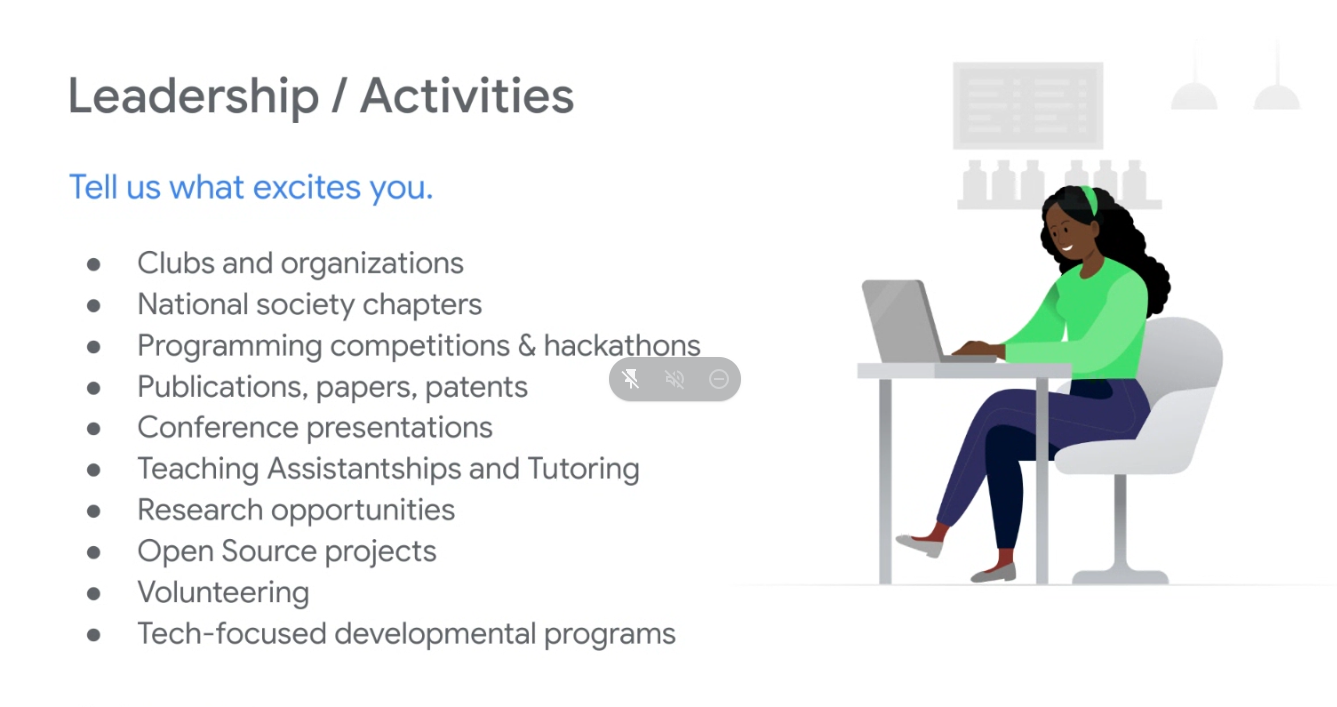 Leadership / Activities
Tell us what excites you.
● Clubs and organizations
● National society chapters
● Programming competitions & hackathons
● Publications, papers, patents
● Conference presentations
● Teaching Assistantships and Tutoring
● Research opportunities
● Open Source projects
● Volunteering
● Tech-focused developmental programs